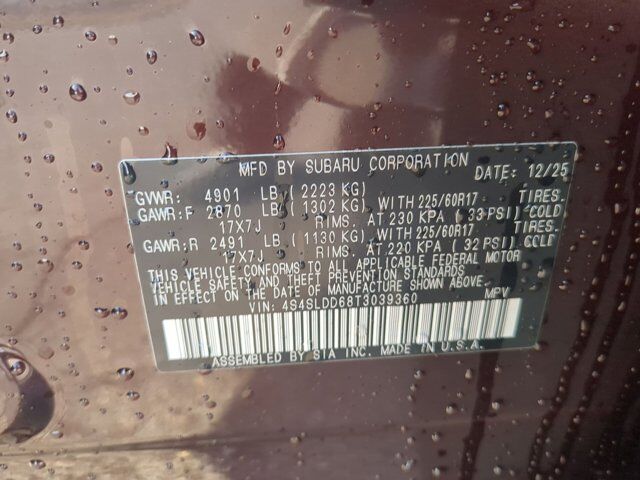 MFD BY SUBARU CORPORATION DATE: 12/25
GVWR: 4901 LB ( 2223 KG)
GAWR:F 2870 LB ( 1302 KG) WITH 225/60R17 TIRES.
17X7J RIMS. AT 230 KPA ( 33 PSI) COLD
GAWR:R 2491 LB ( 1130 KG) WITH 225/60R17 TIRES.
17X7J RIMS. AT 220 KPA ( 32 PSI) COLD
THIS VEHICLE CONFORMS TO ALL APPLICABLE FEDERAL MOTOR
VEHICLE SAFETY AND THEFT PREVENTION STANDARDS
IN EFFECT ON THE DATE OF MANUFACTURE SHOWN ABOVE.
VIN: 4S4SLDD68T3039360 MPV
ASSEMBLED BY SIA INC. MADE IN U.S.A.